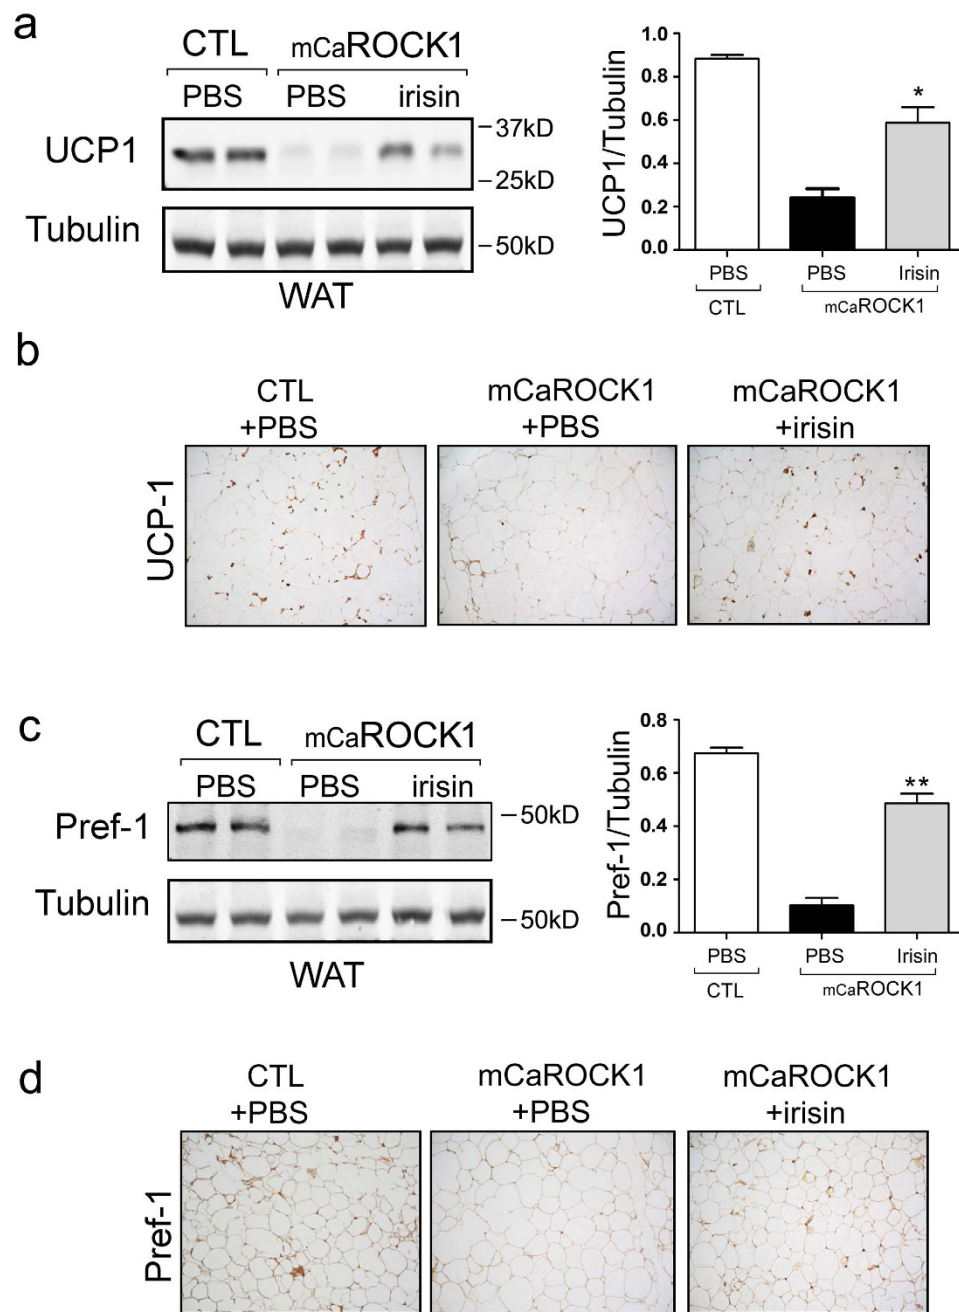 a
CTL mCaROCK1
PBS PBS irisin
UCP1
–37kD
–25kD
Tubulin
–50kD
WAT
UCP1/Tubulin
1.0
0.8
0.6
0.4
0.2
0.0
*
PBS PBS Irisin
CTL mCaROCK1
b
CTL
+PBS
mCaROCK1
+PBS
mCaROCK1
+irisin
UCP-1
c
CTL mCaROCK1
PBS PBS irisin
Pref-1
–50kD
Tubulin
–50kD
WAT
Pref-1/Tubulin
0.8
0.6
0.4
0.2
0.0
**
PBS PBS Irisin
CTL mCaROCK1
d
CTL
+PBS
mCaROCK1
+PBS
mCaROCK1
+irisin
Pref-1